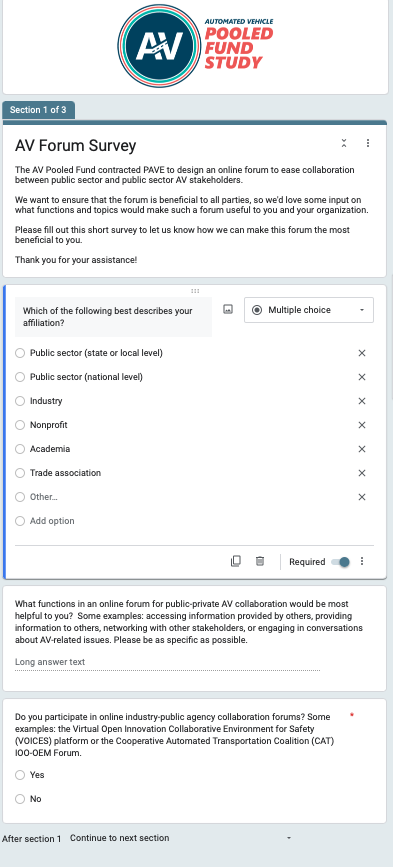 AV
AUTOMATED VEHICLE
POOLED
FUND
STUDY
Section 1 of 3
AV Forum Survey
The AV Pooled Fund contracted PAVE to design an online forum to ease collaboration
between public sector and public sector AV stakeholders.
We want to ensure that the forum is beneficial to all parties, so we'd love some input on
what functions and topics would make such a forum useful to you and your organization.
Please fill out this short survey to let us know how we can make this forum the most
beneficial to you.
Thank you for your assistance!
Which of the following best describes your
affiliation?
Multiple choice
Public sector (state or local level)
Public sector (national level)
Industry
Nonprofit
Academia
Trade association
Other...
Add option
Required
What functions in an online forum for public-private AV collaboration would be most
helpful to you? Some examples: accessing information provided by others, providing
information to others, networking with other stakeholders, or engaging in conversations
about AV-related issues. Please be as specific as possible.
Long answer text
Do you participate in online industry-public agency collaboration forums? Some *
examples: the Virtual Open Innovation Collaborative Environment for Safety
(VOICES) platform or the Cooperative Automated Transportation Coalition (CAT)
IOO-OEM Forum.
Yes
No
After section 1 Continue to next section